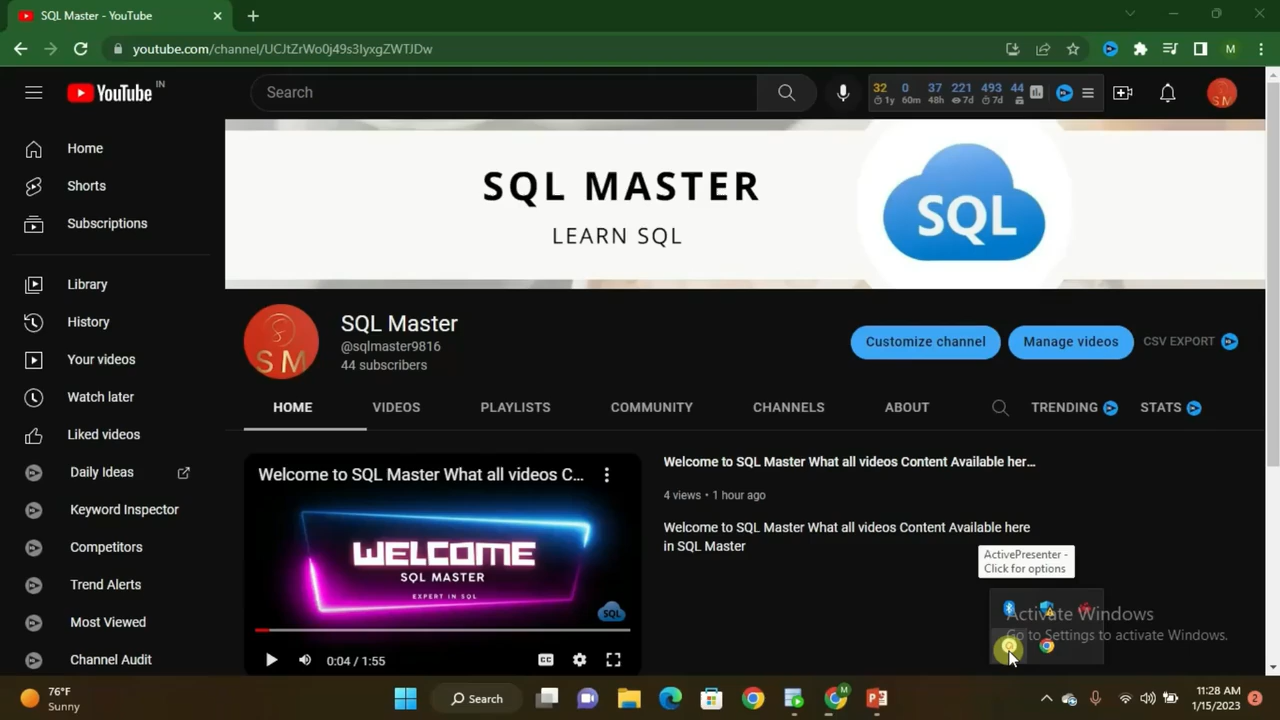 SQL Master - YouTube
youtube.com/channel/UCJtZrWo0j49s3IyxgZWTJDw
M
YouTube IN
Search
32 0 37 221 493 44
1y 60m 48h 7d 7d
SM
Home
Shorts
Subscriptions
Library
History
Your videos
Watch later
Liked videos
Daily Ideas
Keyword Inspector
Competitors
Trend Alerts
Most Viewed
Channel Audit
SQL MASTER
LEARN SQL
SQL
S M
SQL Master
@sqlmaster9816
44 subscribers
Customize channel
Manage videos
CSV EXPORT
HOME
VIDEOS
PLAYLISTS
COMMUNITY
CHANNELS
ABOUT
TRENDING
STATS
Welcome to SQL Master What all videos C...
WELCOME
SQL MASTER
EXPERT IN SQL
SQL
0:04 / 1:55
CC
Welcome to SQL Master What all videos Content Available her...
4 views • 1 hour ago
Welcome to SQL Master What all videos Content Available here
in SQL Master
ActivePresenter -
Click for options
Activate Windows
Go to Settings to activate Windows.
76°F
Sunny
Search
M
11:28 AM
1/15/2023
2